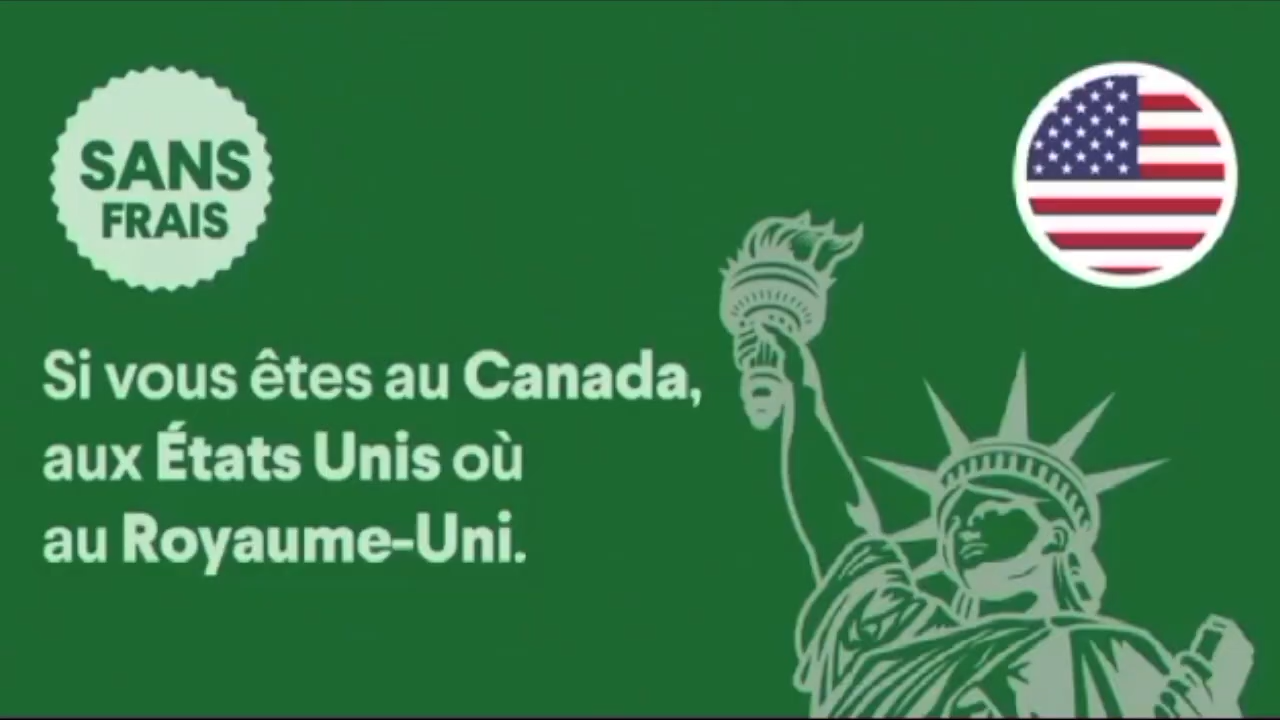 SANS
FRAIS
Si vous êtes au Canada,
aux États Unis où
au Royaume-Uni.